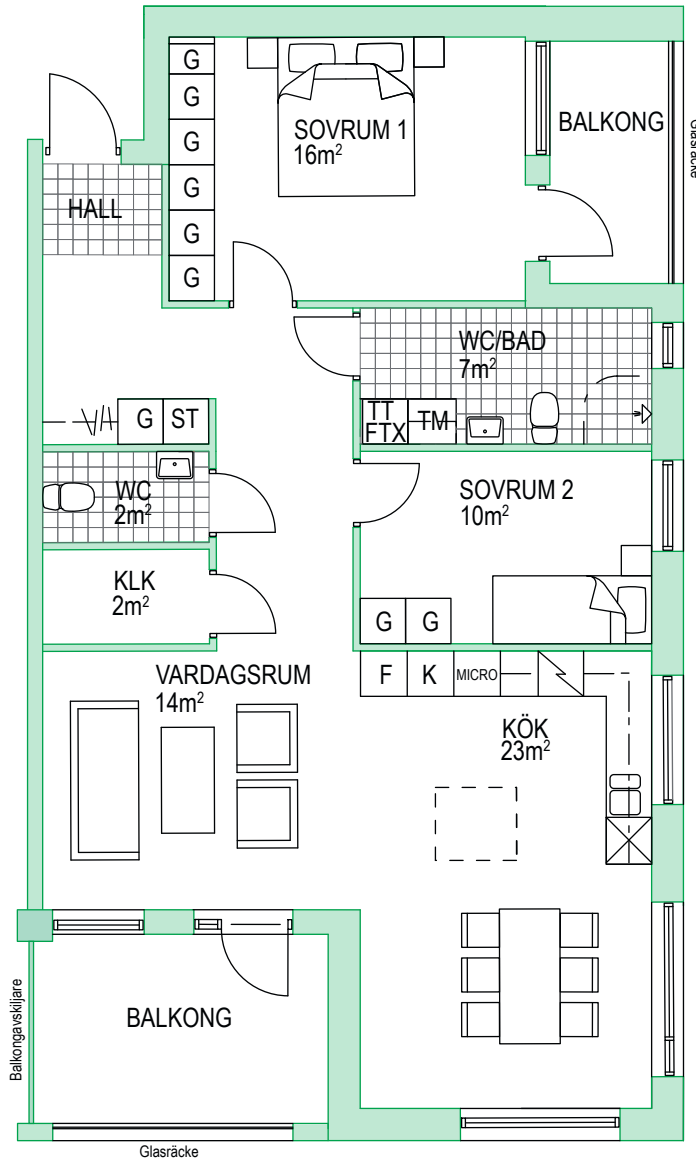 G
G
G
G
G
G
SOVRUM 1
16m²
BALKONG
Glasräcke
HALL
WC/BAD
7m²
TT
FTX
TM
G
ST
WC
2m²
SOVRUM 2
10m²
KLK
2m²
G
G
VARDAGSRUM
14m²
F
K
MICRO
KÖK
23m²
BALKONG
Balkongavskiljare
Glasräcke